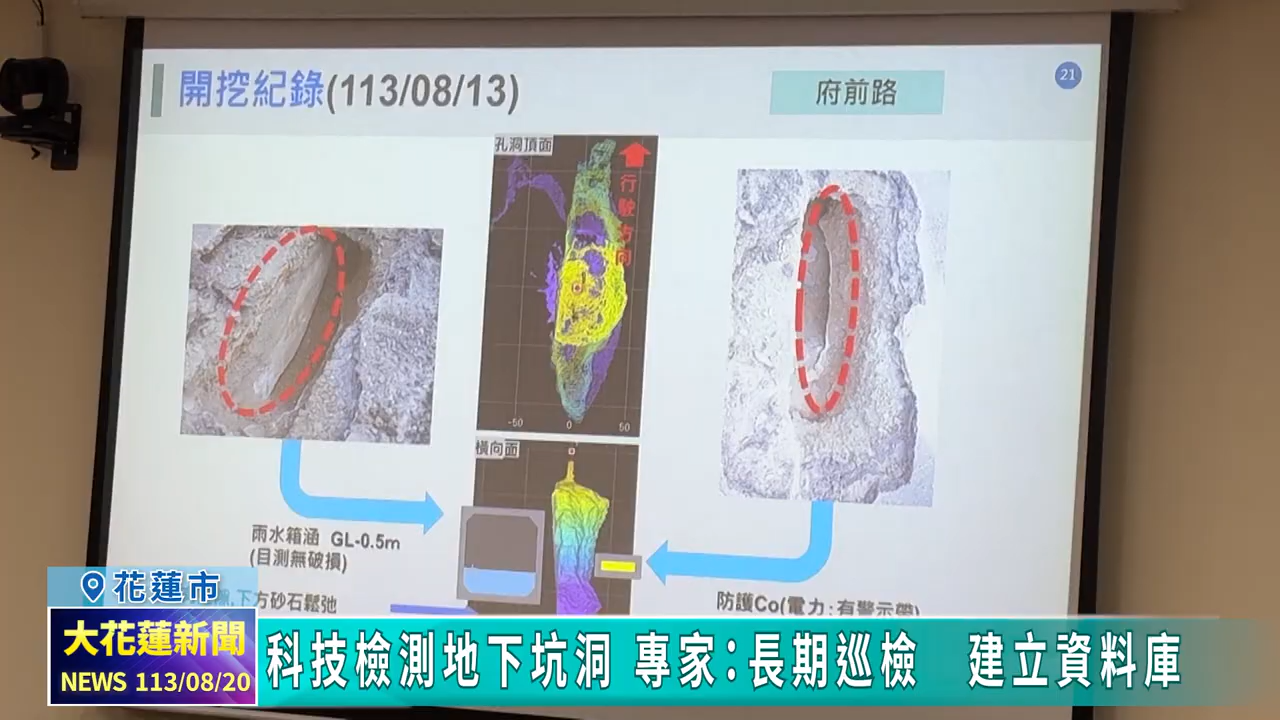 開挖紀錄(113/08/13)
府前路
21
孔洞頂面
行駛方向
-50 0 50
橫向面
雨水箱涵 GL-0.5m
(目測無破損)
下方砂石鬆弛
防護Co(電力:有警示帶)
花蓮市
大花蓮新聞
NEWS 113/08/20
科技檢測地下坑洞 專家:長期巡檢 建立資料庫